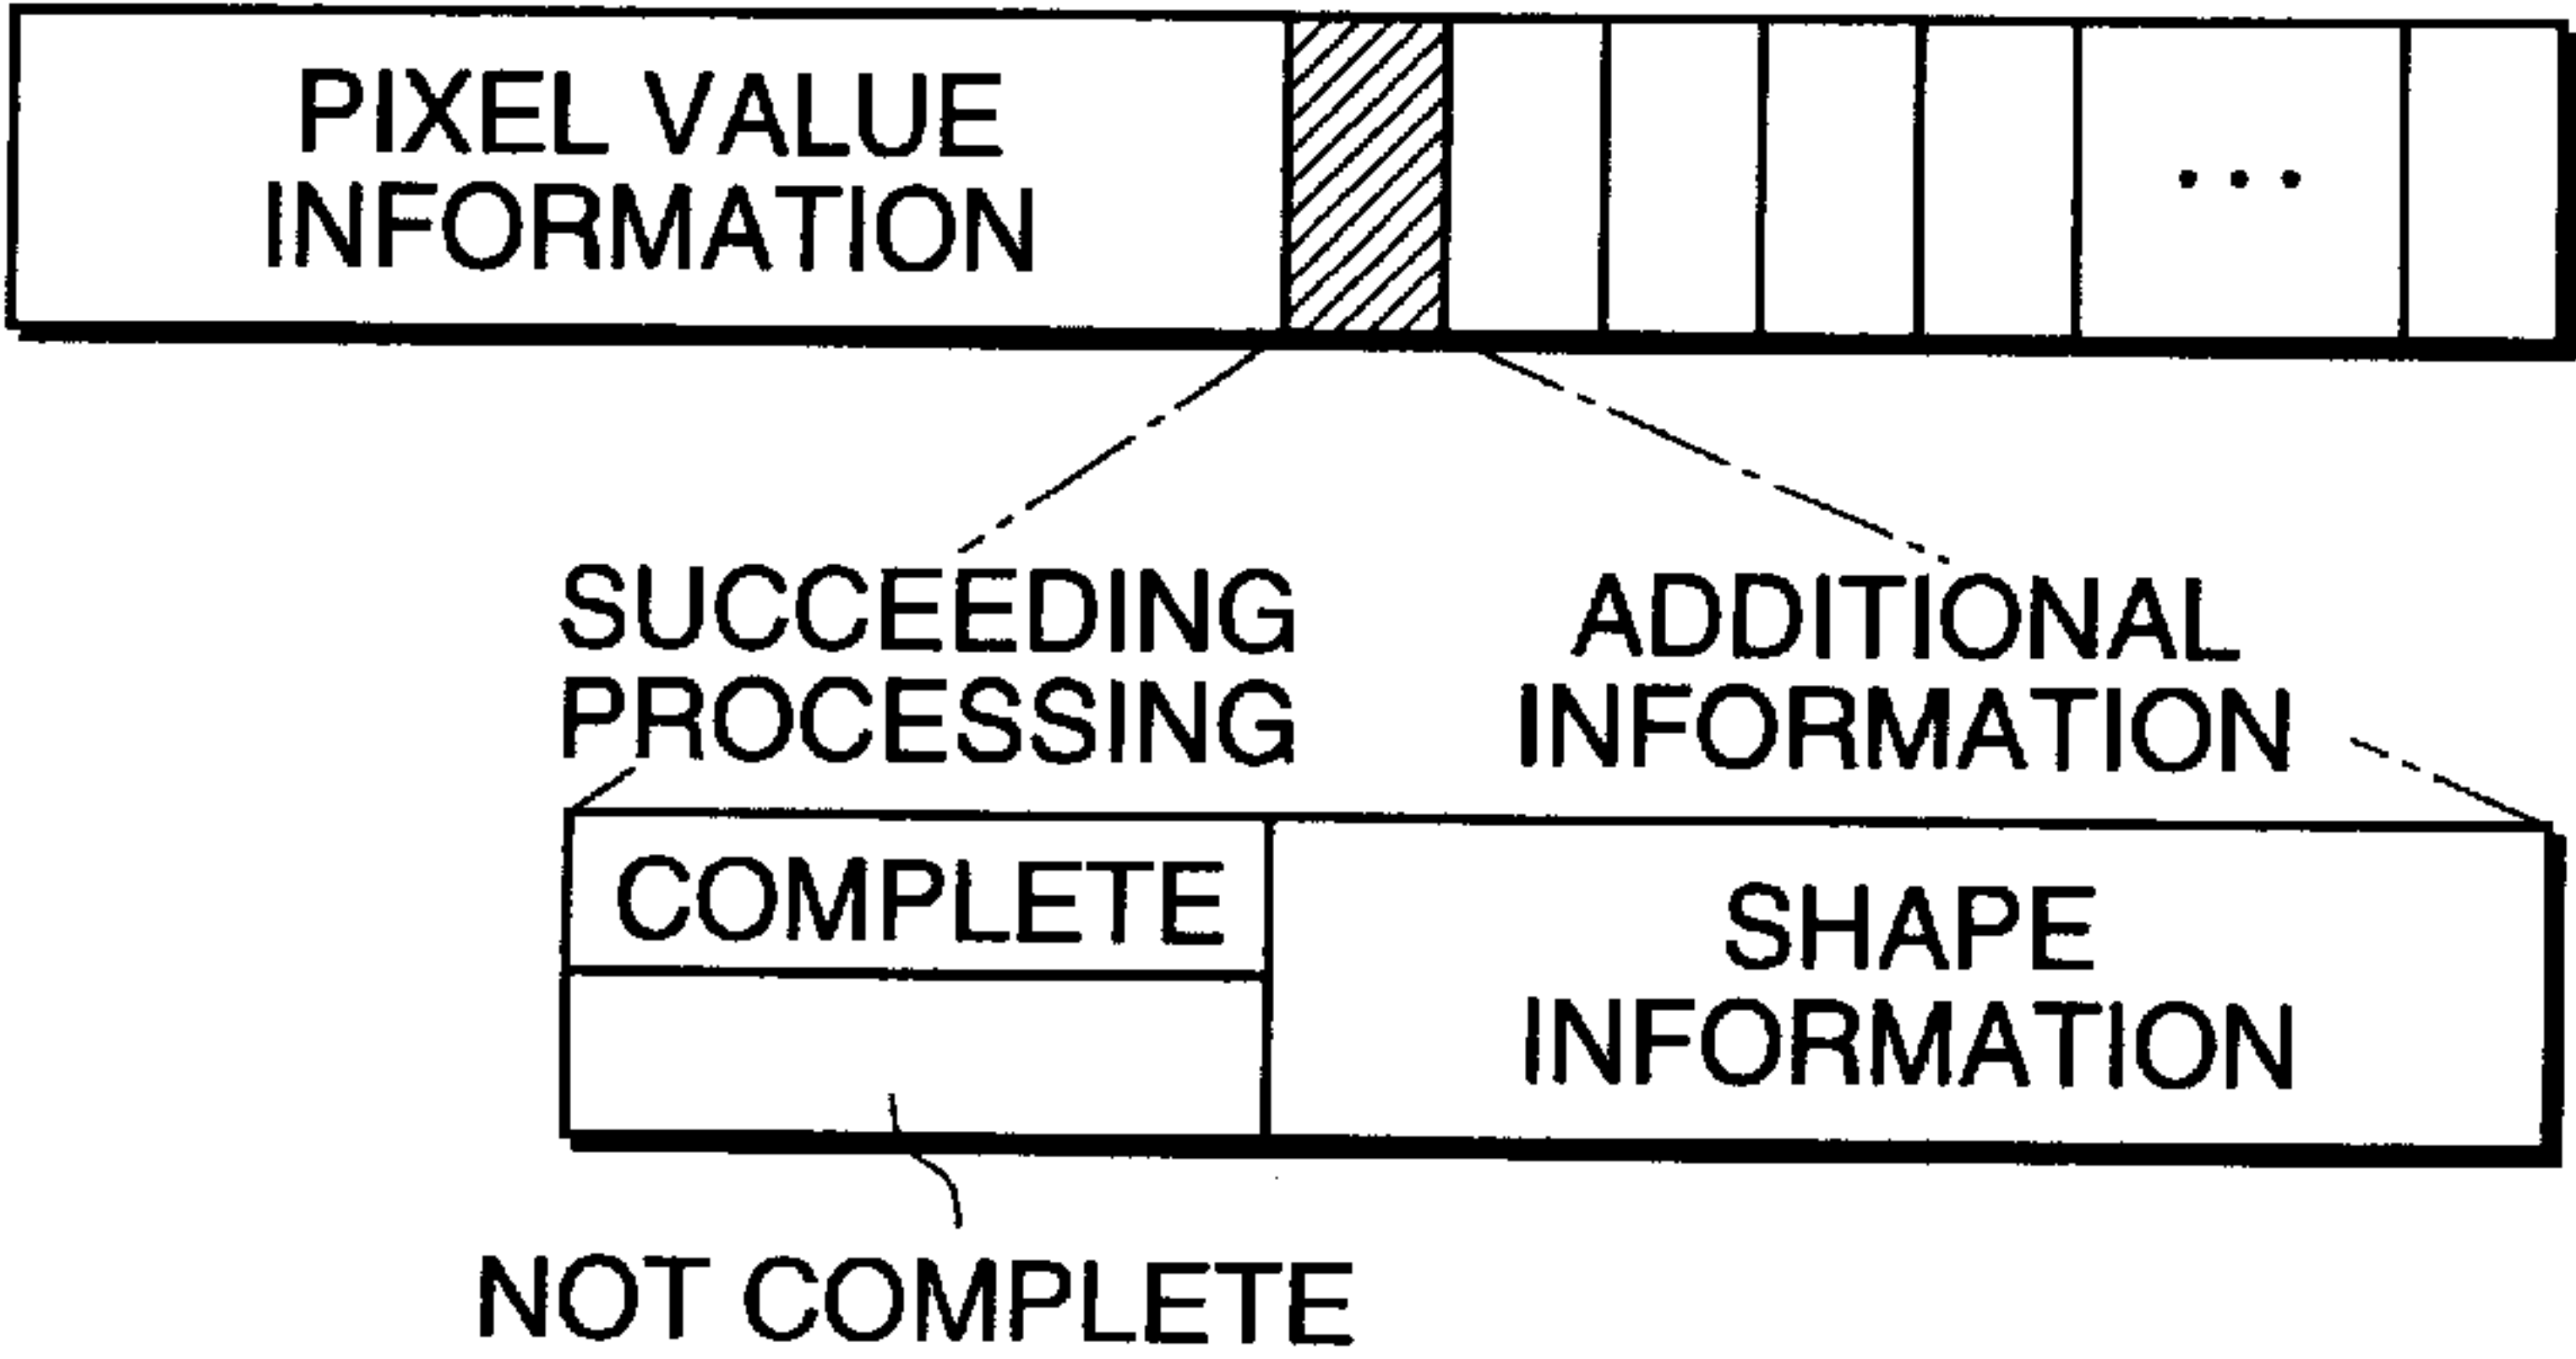 PIXEL VALUE
INFORMATION
...
SUCCEEDING
PROCESSING
ADDITIONAL
INFORMATION
COMPLETE
SHAPE
INFORMATION
NOT COMPLETE